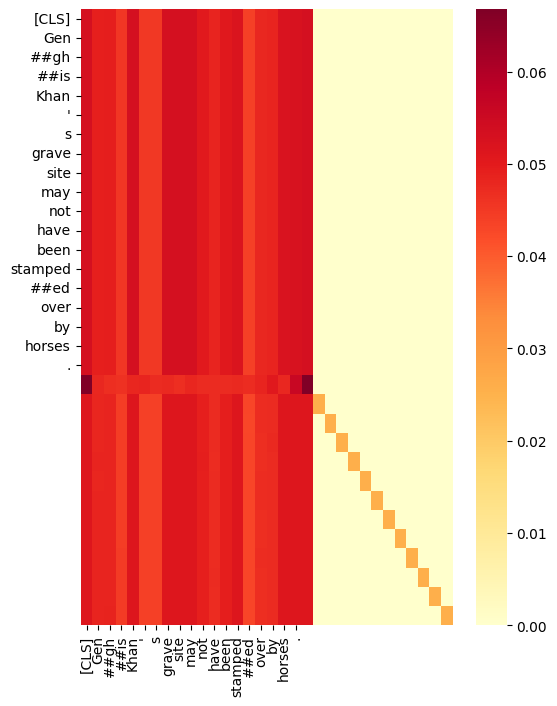 [CLS]
Gen
##gh
##is
Khan
'
s
grave
site
may
not
have
been
stamped
##ed
over
by
horses
.
0.06
0.05
0.04
0.03
0.02
0.01
0.00
[CLS]
Gen
##gh
##is
Khan
'
s
grave
site
may
not
have
been
stamped
##ed
over
by
horses
.